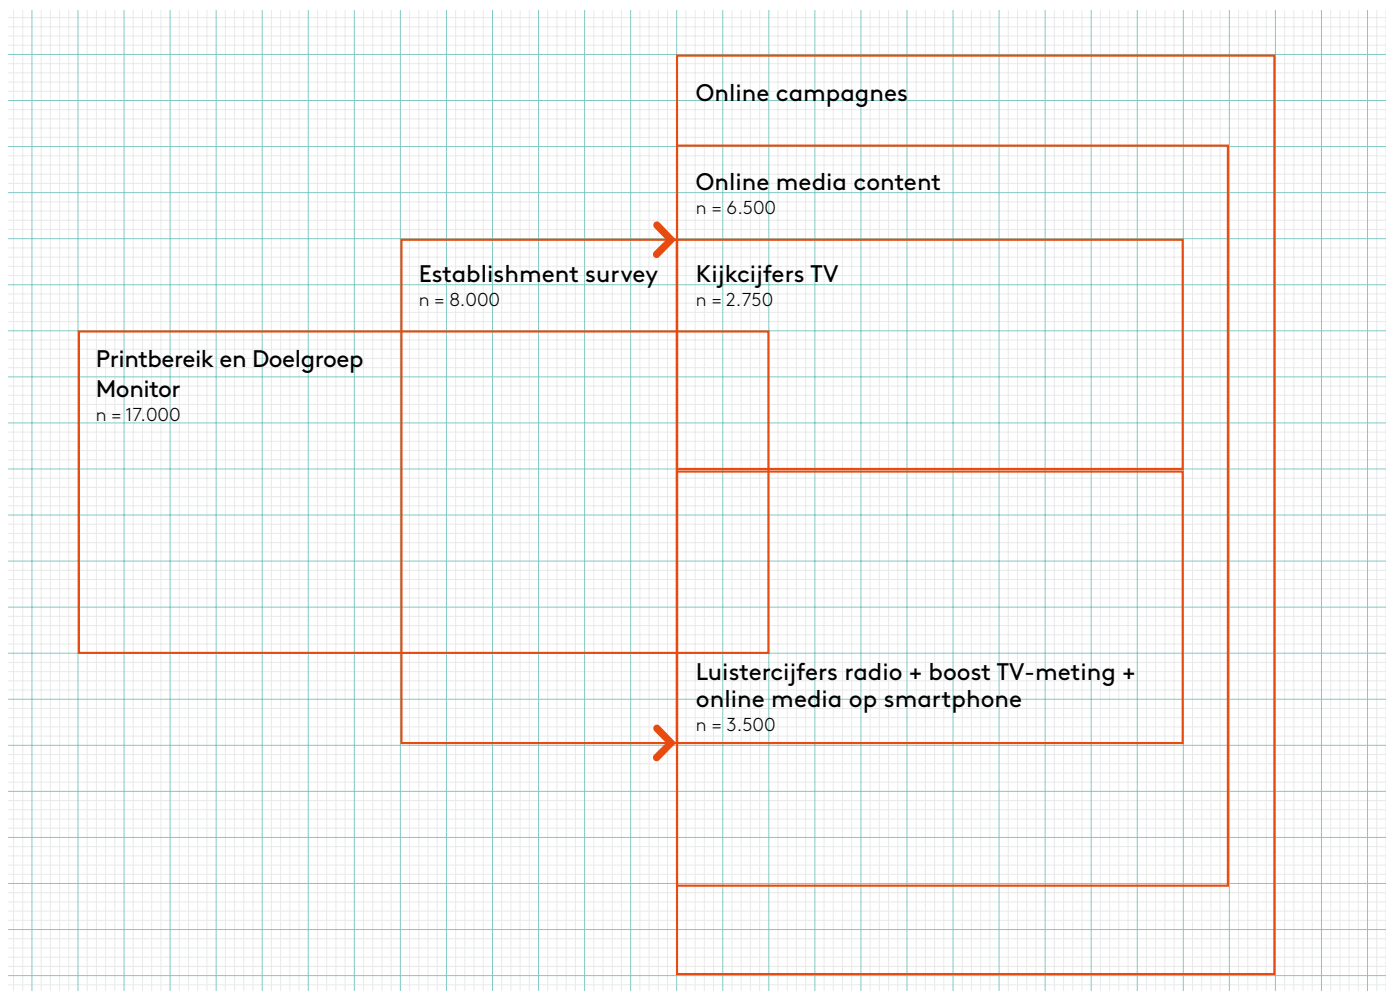 Online campagnes
Online media content
n = 6.500
Establishment survey
n = 8.000
Kijkcijfers TV
n = 2.750
Printbereik en Doelgroep
Monitor
n = 17.000
Luistercijfers radio + boost TV-meting +
online media op smartphone
n = 3.500